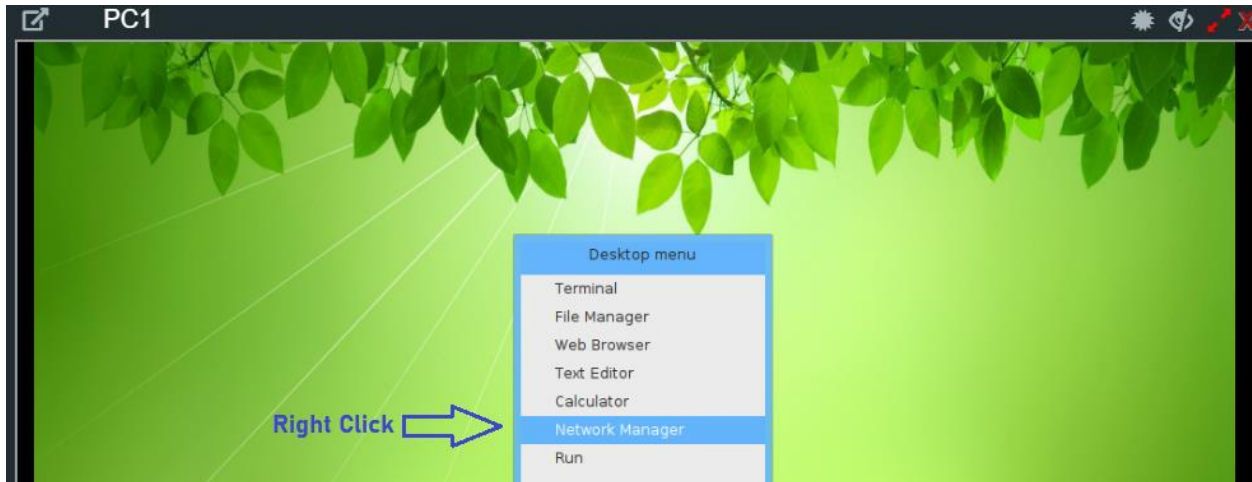 PC1
Desktop menu
Terminal
File Manager
Web Browser
Text Editor
Calculator
Right Click
Network Manager
Run